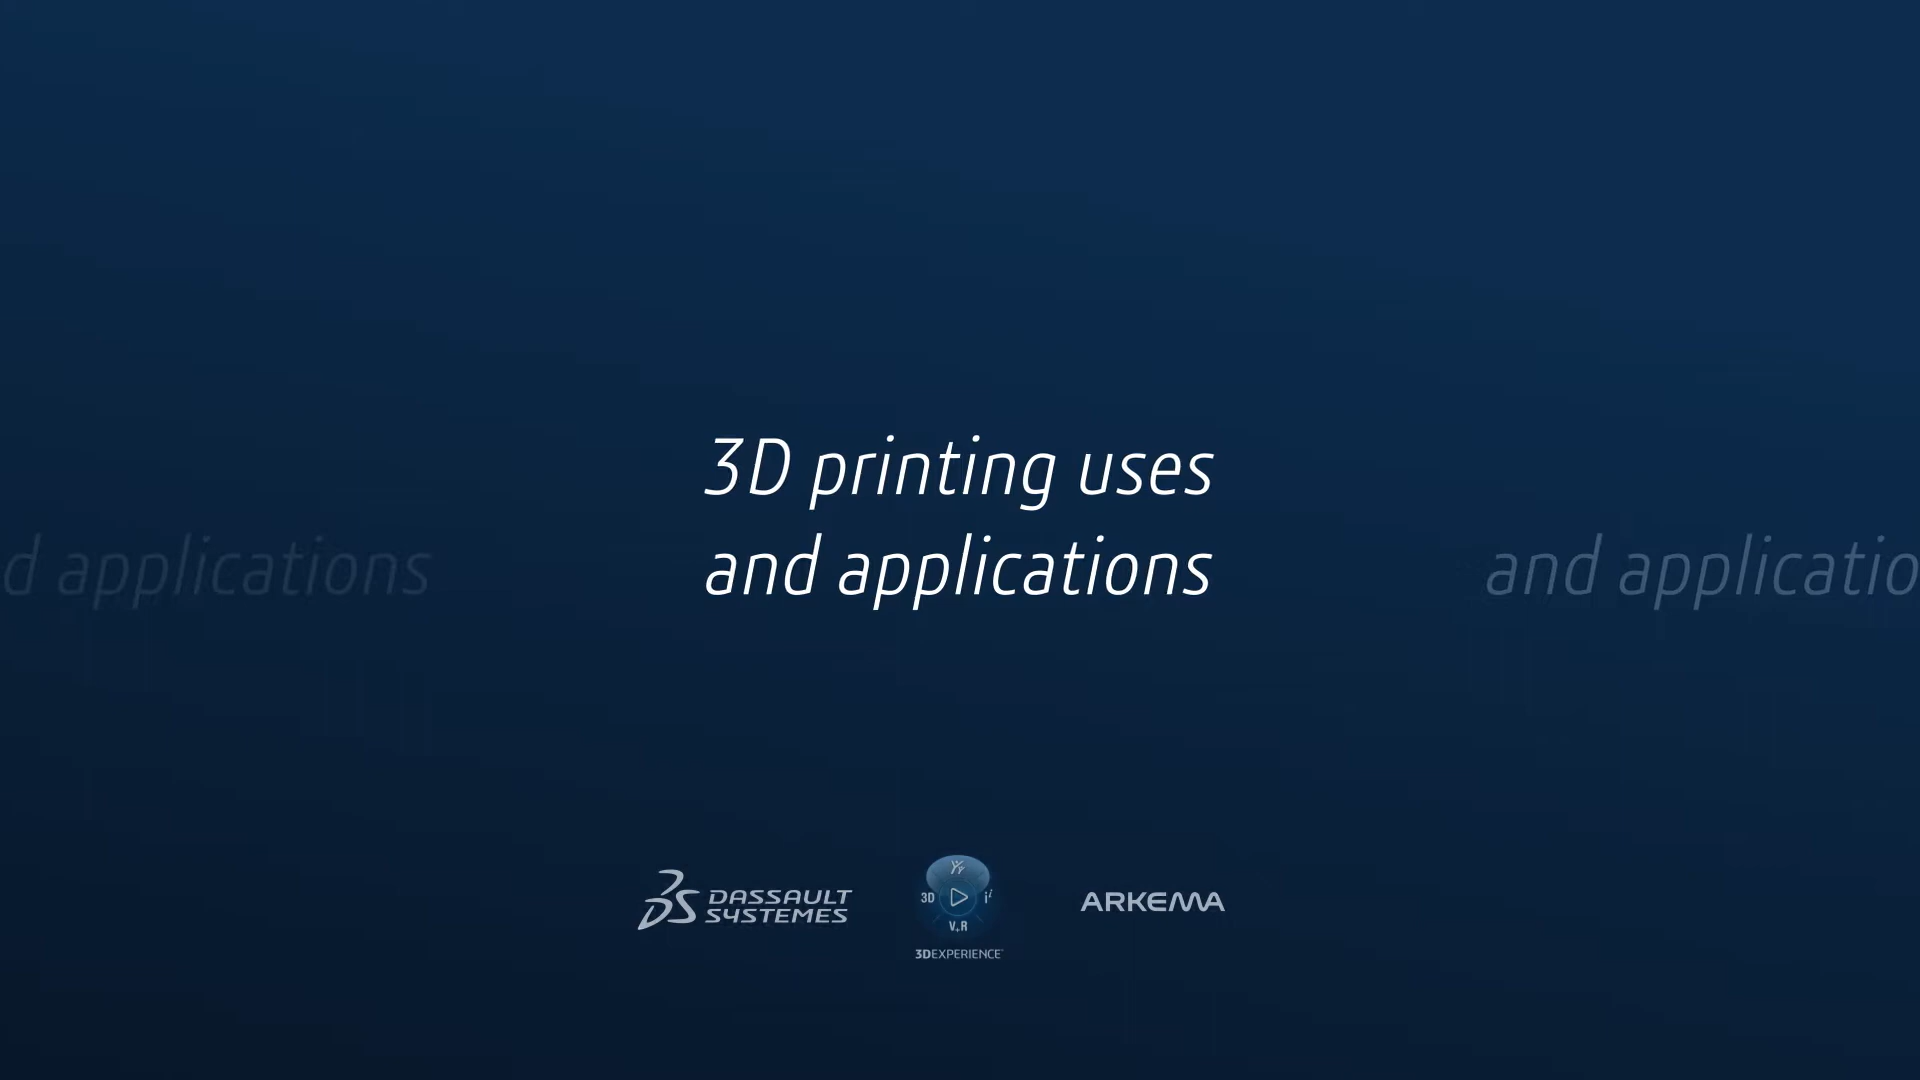 3D printing uses
and applications
d applications
and applicatio
DASSAULT
SYSTEMES
3D
i
V+R
3DEXPERIENCE
ARKEMA